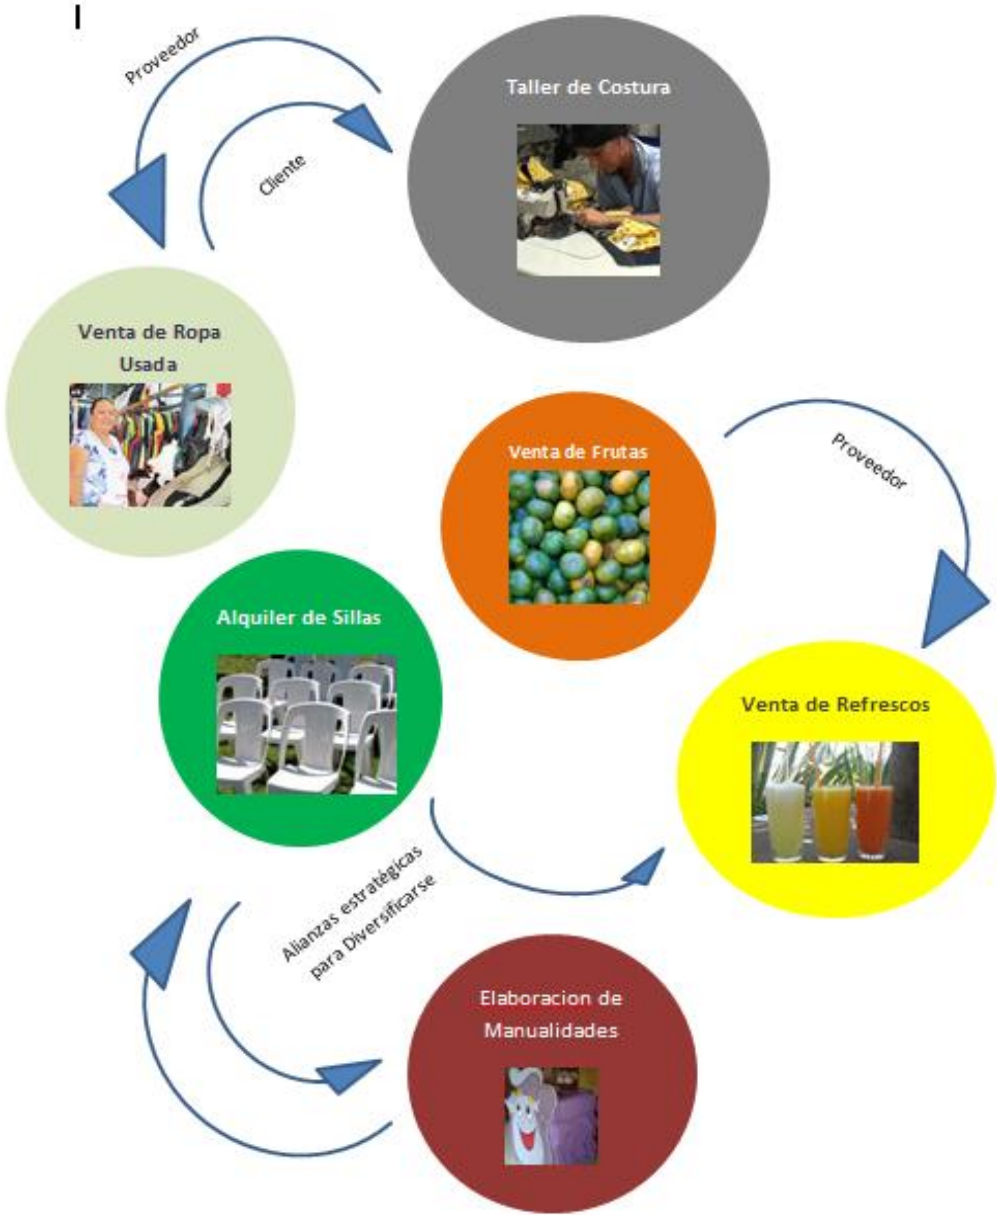 I
Proveedor
Cliente
Taller de Costura
Venta de Ropa
Usada
Venta de Frutas
Proveedor
Alquiler de Sillas
Venta de Refrescos
Alianzas estratégicas
para Diversificarse
Elaboracion de
Manualidades